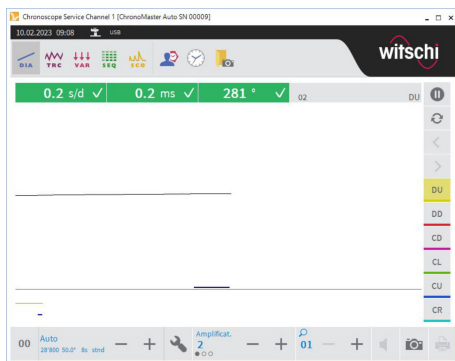 Chronoscope Service Channel 1 [ChronoMaster Auto SN 00009]
10.02.2023 09:08 USB
witschi
DIA TRC VAR SEQ SCO
0.2 s/d ✓ 0.2 ms ✓ 281 ° ✓ 02 DU
DU
DD
CD
CL
CU
CR
00 Auto
28'800 50.0° 8s stnd
− +
Amplificat.
2
− +
01
− +